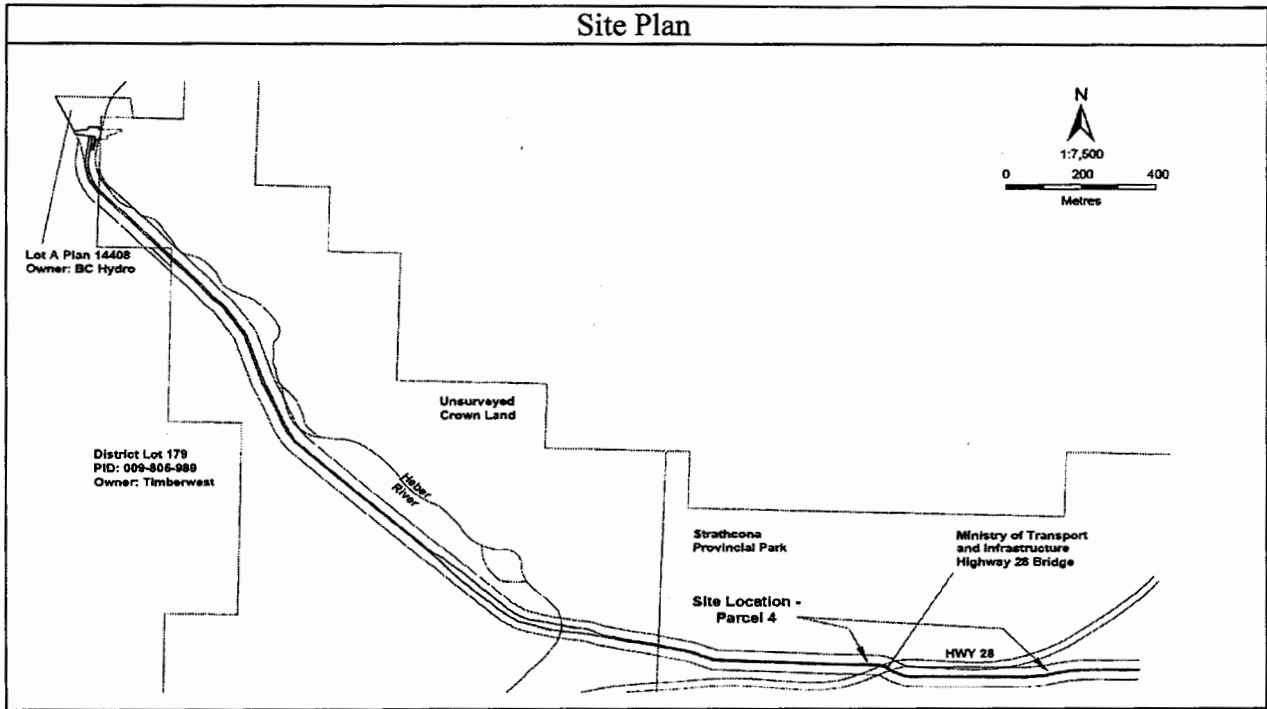 Site Plan
N
1:7,500
0 200 400
Metres
Lot A Plan 14408
Owner: BC Hydro
Unsurveyed
Crown Land
District Lot 179
PID: 009-806-989
Owner: Timberwest
Heber
River
Strathcona
Provincial Park
Ministry of Transport
and Infrastructure
Highway 28 Bridge
Site Location -
Parcel 4
HWY 28